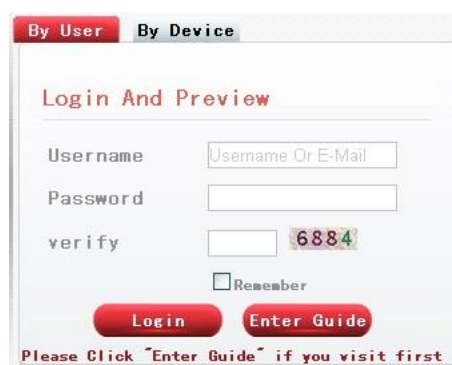 By User By Device
Login And Preview
Username Username Or E-Mail
Password
verify 6884
Remember
Login Enter Guide
Please Click "Enter Guide" if you visit first